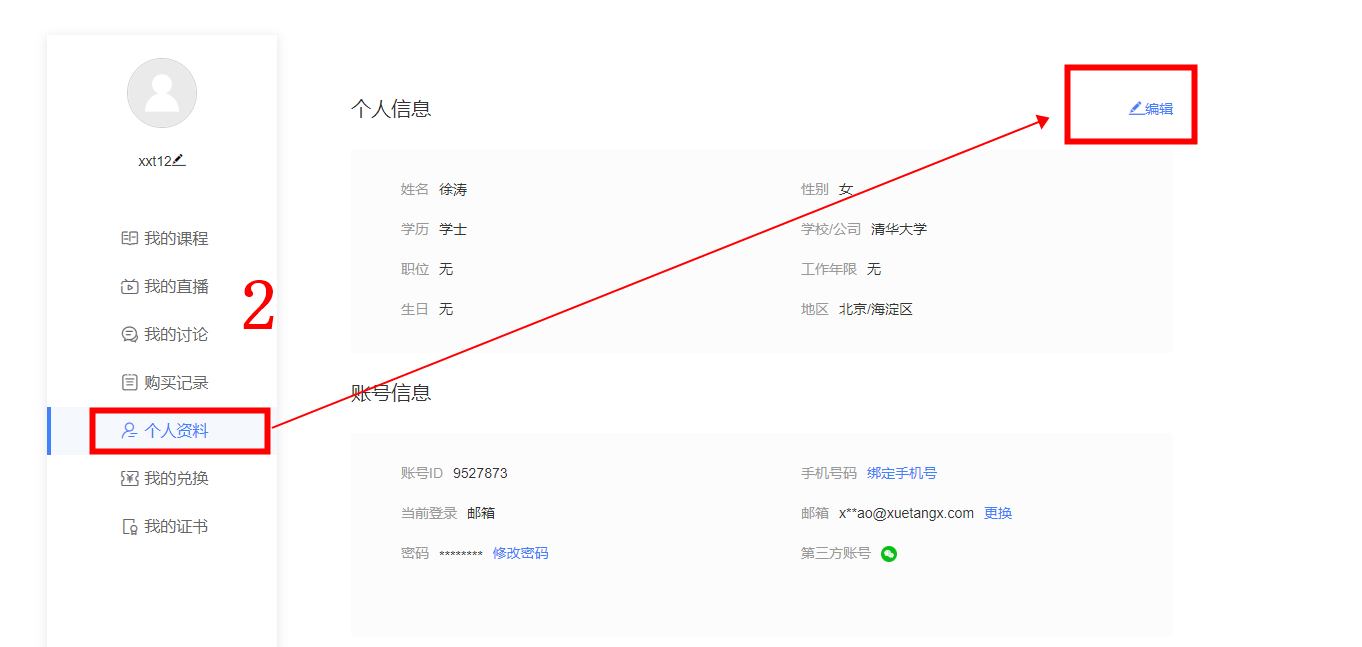 xxt12
我的课程
我的直播
2
我的讨论
购买记录
个人资料
我的兑换
我的证书
个人信息
编辑
姓名 徐涛
性别 女
学历 学士
学校/公司 清华大学
职位 无
工作年限 无
生日 无
地区 北京/海淀区
账号信息
账号ID 9527873
手机号码 绑定手机号
当前登录 邮箱
邮箱 x**ao@xuetangx.com 更换
密码 ******** 修改密码
第三方账号